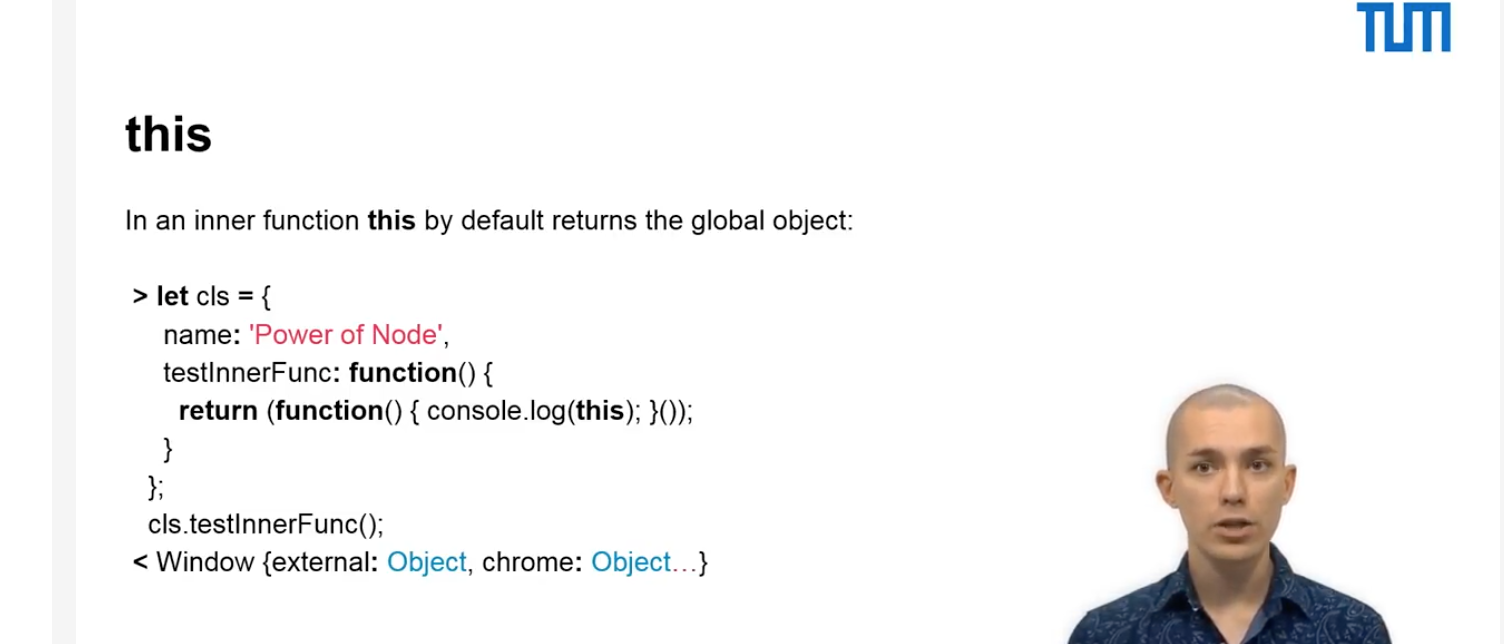 TUM
this
In an inner function this by default returns the global object:
> let cls = {
name: 'Power of Node',
testInnerFunc: function() {
return (function() { console.log(this); }());
}
};
cls.testInnerFunc();
< Window {external: Object, chrome: Object…}